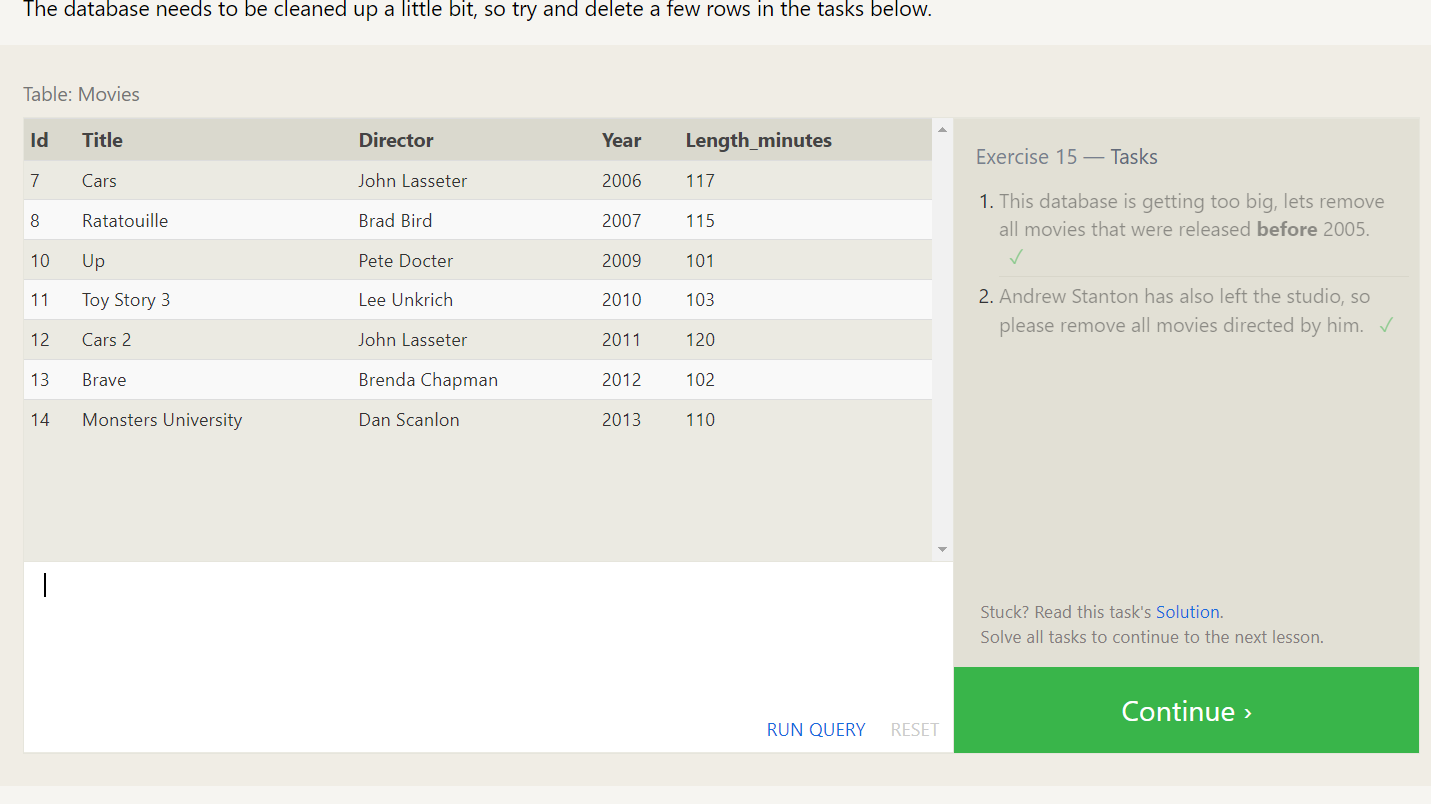 The database needs to be cleaned up a little bit, so try and delete a few rows in the tasks below.
Table: Movies
Id Title Director Year Length_minutes
7 Cars John Lasseter 2006 117
8 Ratatouille Brad Bird 2007 115
10 Up Pete Docter 2009 101
11 Toy Story 3 Lee Unkrich 2010 103
12 Cars 2 John Lasseter 2011 120
13 Brave Brenda Chapman 2012 102
14 Monsters University Dan Scanlon 2013 110
RUN QUERY RESET
Exercise 15 — Tasks
1. This database is getting too big, lets remove
all movies that were released before 2005.
✓
2. Andrew Stanton has also left the studio, so
please remove all movies directed by him. ✓
Stuck? Read this task's Solution.
Solve all tasks to continue to the next lesson.
Continue ›